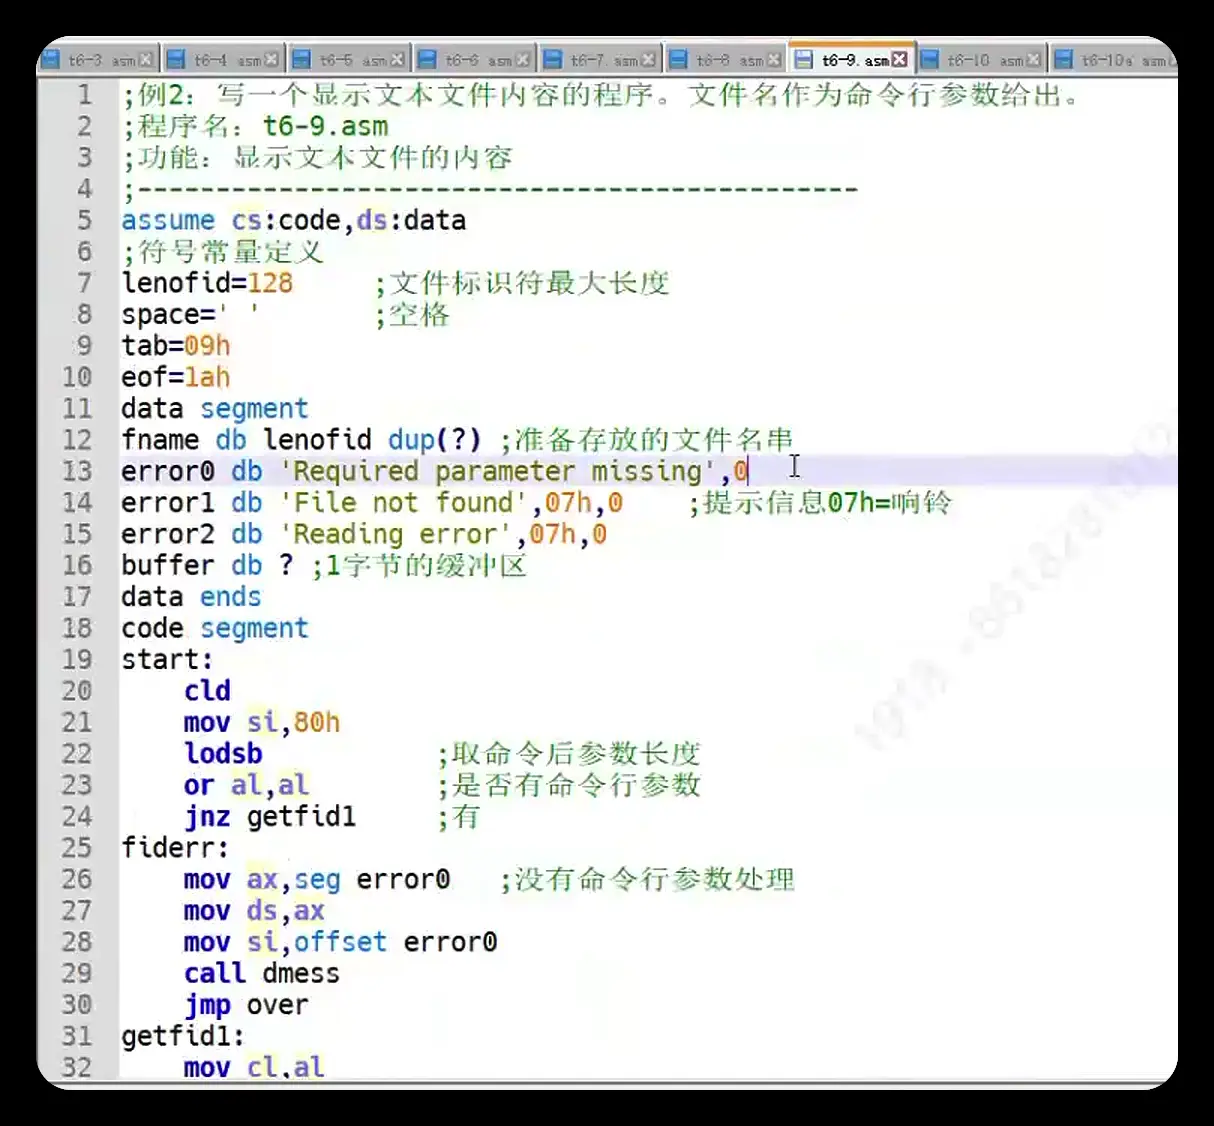 t6-3 asm t6-4 asm t6-5 asm t6-6 asm t6-7. asm t6-8 asm t6-9. asm t6-10 asm t6-10a asm
1 ;例2: 写一个显示文本文件内容的程序。文件名作为命令行参数给出。
2 ;程序名: t6-9.asm
3 ;功能: 显示文本文件的内容
4 ;----------------------------------------------
5 assume cs:code,ds:data
6 ;符号常量定义
7 lenofid=128 ;文件标识符最大长度
8 space=' ' ;空格
9 tab=09h
10 eof=1ah
11 data segment
12 fname db lenofid dup(?) ;准备存放的文件名串
13 error0 db 'Required parameter missing',0
14 error1 db 'File not found',07h,0 ;提示信息07h=响铃
15 error2 db 'Reading error',07h,0
16 buffer db ? ;1字节的缓冲区
17 data ends
18 code segment
19 start:
20 cld
21 mov si,80h
22 lodsb ;取命令后参数长度
23 or al,al ;是否有命令行参数
24 jnz getfid1 ;有
25 fiderr:
26 mov ax,seg error0 ;没有命令行参数处理
27 mov ds,ax
28 mov si,offset error0
29 call dmess
30 jmp over
31 getfid1:
32 mov cl,al